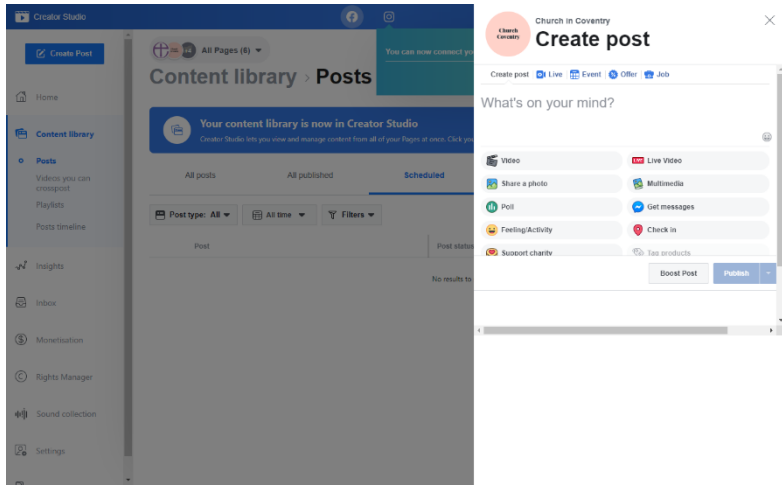 Creator Studio
Create Post
Home
Content library
Posts
Videos you can
crosspost
Playlists
Posts timeline
Insights
Inbox
Monetisation
Rights Manager
Sound collection
Settings
All Pages (6)
You can now connect you
Content library › Posts
Your content library is now in Creator Studio
Creator Studio lets you view and manage content from all of your Pages at once. Click you
All posts
All published
Scheduled
Post type: All
All time
Filters
Post
Post status
No results to
Church
Coventry
Church in Coventry
Create post
Create post Live Event Offer Job
What's on your mind?
Video
LIVE Live Video
Share a photo
Multimedia
Poll
Get messages
Feeling/Activity
Check in
Support charity
Tag products
Boost Post
Publish